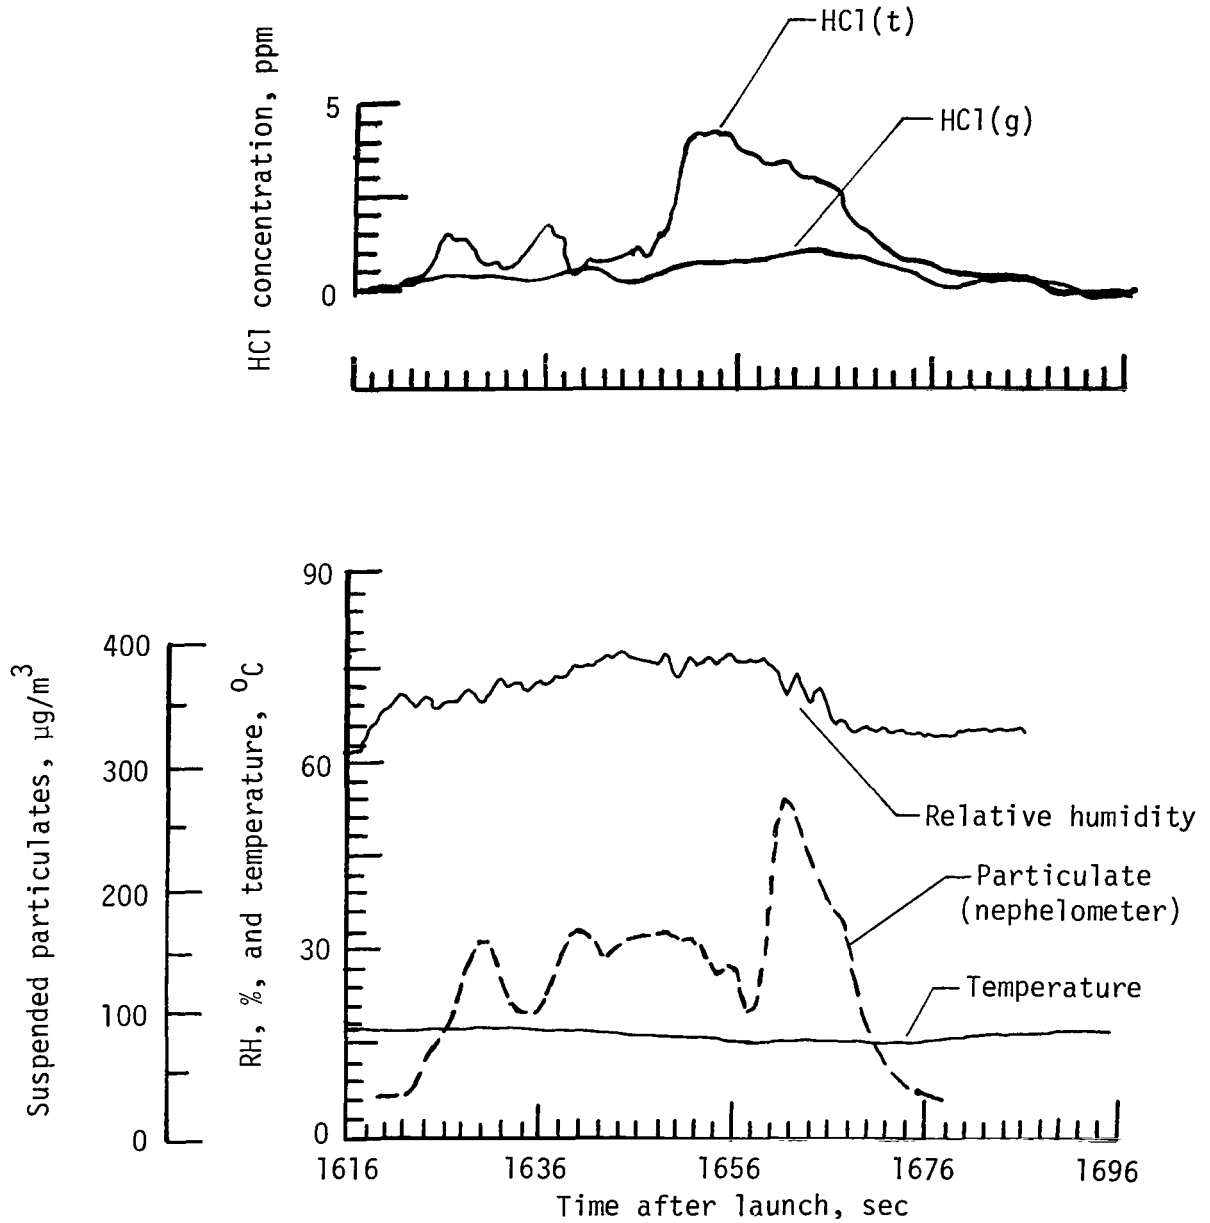 HCl(t)
HCl(g)
HCl concentration, ppm
5
0
Suspended particulates, µg/m³
400
300
200
100
0
RH, %, and temperature, °C
90
60
30
0
Relative humidity
Particulate
(nephelometer)
Temperature
1616 1636 1656 1676 1696
Time after launch, sec